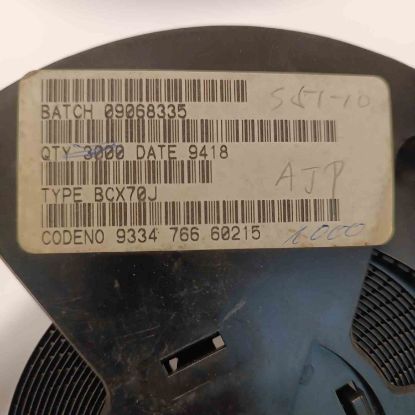 S51-10
BATCH 09068335
QTY 3000 DATE 9418
AJP
TYPE BCX70J
CODENO 9334 766 60215
1000